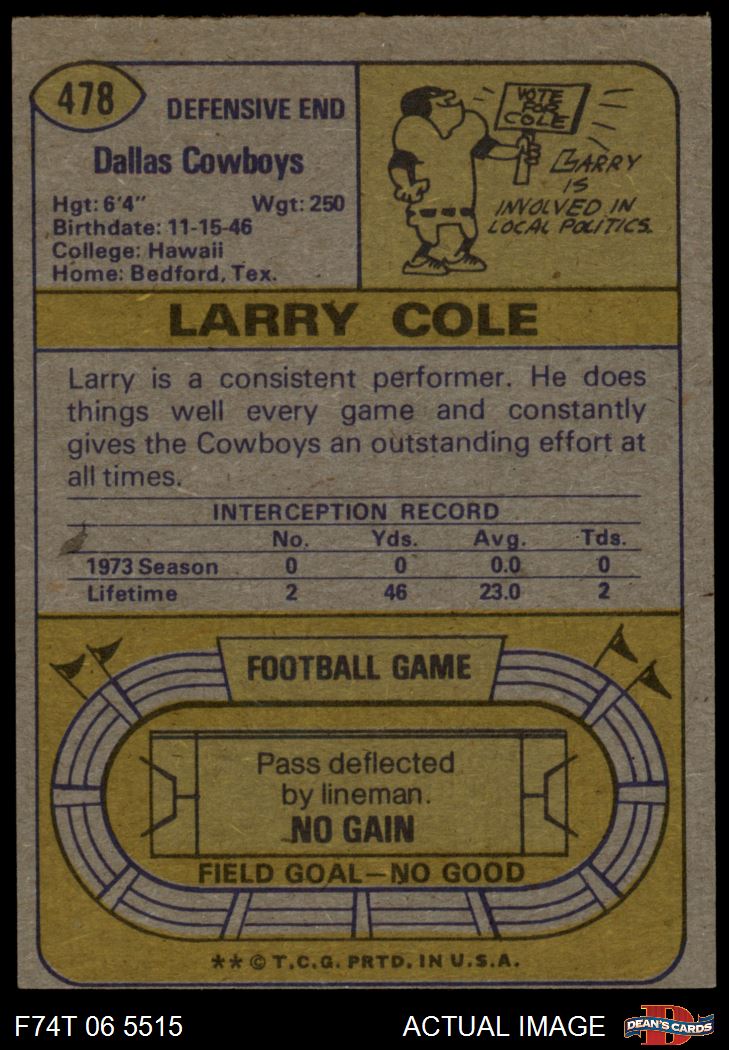 478
DEFENSIVE END
Dallas Cowboys
Hgt: 6'4" Wgt: 250
Birthdate: 11-15-46
College: Hawaii
Home: Bedford, Tex.
VOTE
FOR
COLE
LARRY
IS
INVOLVED IN
LOCAL POLITICS.
LARRY COLE
Larry is a consistent performer. He does
things well every game and constantly
gives the Cowboys an outstanding effort at
all times.
INTERCEPTION RECORD
No. Yds. Avg. Tds.
1973 Season 0 0 0.0 0
Lifetime 2 46 23.0 2
FOOTBALL GAME
Pass deflected
by lineman.
NO GAIN
FIELD GOAL—NO GOOD
** © T.C.G. PRTD. IN U.S.A.
F74T 06 5515 ACTUAL IMAGE
D
DEAN'S CARDS